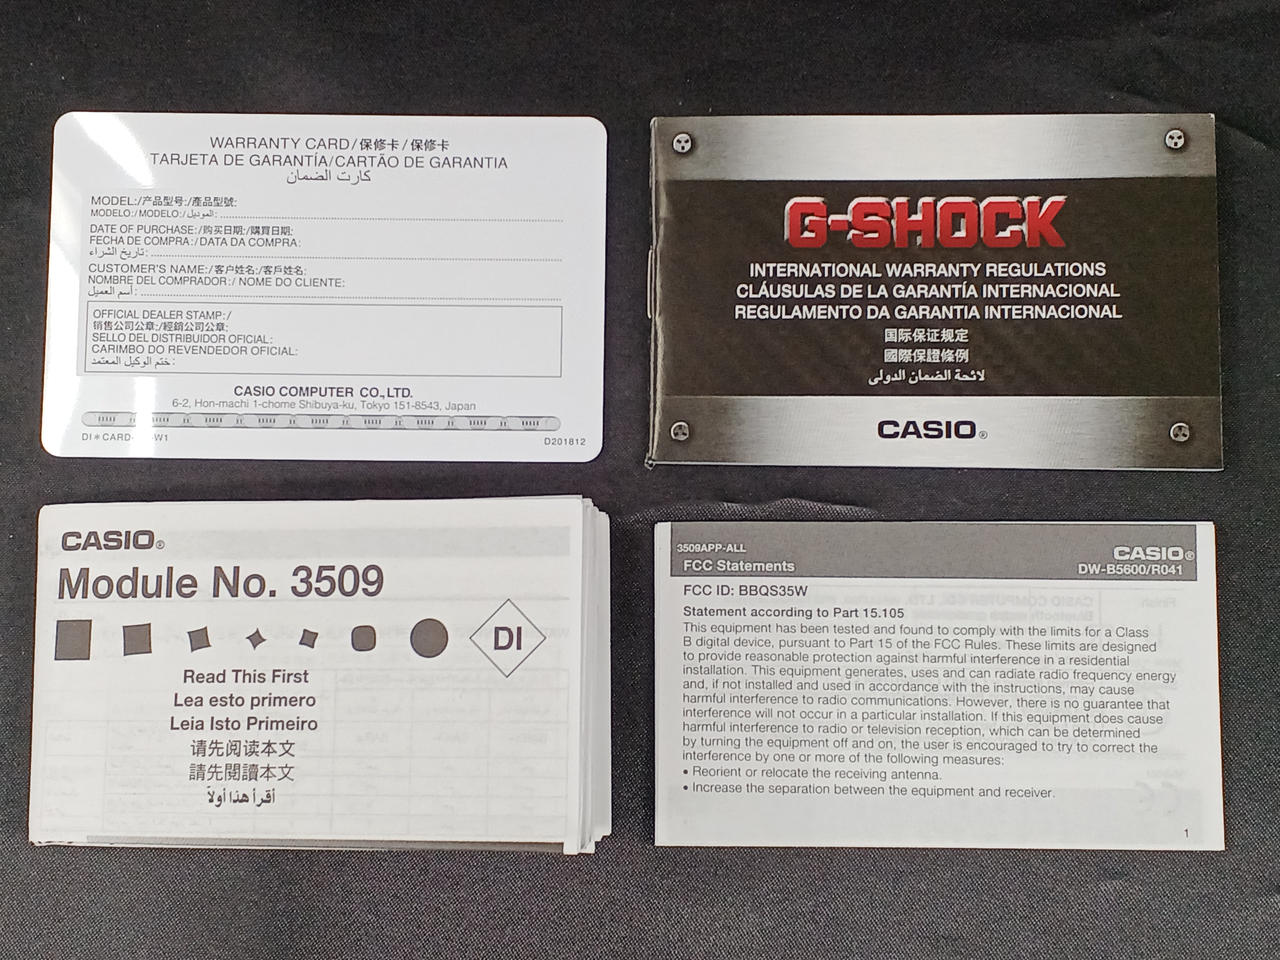 WARRANTY CARD/保修卡/保修卡
TARJETA DE GARANTÍA/CARTÃO DE GARANTIA
كارت الضمان
MODEL:/产品型号:/產品型號:
MODELO:/MODELO:/الموديل:
DATE OF PURCHASE:/购买日期:/購買日期:
FECHA DE COMPRA:/DATA DA COMPRA:
تاريخ الشراء:
CUSTOMER'S NAME:/客户姓名:/客戶姓名:
NOMBRE DEL COMPRADOR:/ NOME DO CLIENTE:
أسم العميل:
OFFICIAL DEALER STAMP:/
销售公司公章:/經銷公司公章:
SELLO DEL DISTRIBUIDOR OFICIAL:
CARIMBO DO REVENDEDOR OFICIAL:
ختم الوكيل المعتمد:
CASIO COMPUTER CO.,LTD.
6-2, Hon-machi 1-chome Shibuya-ku, Tokyo 151-8543, Japan
DI*CARD- -W1
D201812
G-SHOCK
INTERNATIONAL WARRANTY REGULATIONS
CLÁUSULAS DE LA GARANTÍA INTERNACIONAL
REGULAMENTO DA GARANTIA INTERNACIONAL
国际保证规定
國際保證條例
لائحة الضمان الدولى
CASIO®
CASIO®
Module No. 3509
DI
Read This First
Lea esto primero
Leia Isto Primeiro
请先阅读本文
請先閱讀本文
أقرأ هذا أولاً
3509APP-ALL
FCC Statements
CASIO®
DW-B5600/R041
FCC ID: BBQS35W
Statement according to Part 15.105
This equipment has been tested and found to comply with the limits for a Class
B digital device, pursuant to Part 15 of the FCC Rules. These limits are designed
to provide reasonable protection against harmful interference in a residential
installation. This equipment generates, uses and can radiate radio frequency energy
and, if not installed and used in accordance with the instructions, may cause
harmful interference to radio communications. However, there is no guarantee that
interference will not occur in a particular installation. If this equipment does cause
harmful interference to radio or television reception, which can be determined
by turning the equipment off and on, the user is encouraged to try to correct the
interference by one or more of the following measures:
• Reorient or relocate the receiving antenna.
• Increase the separation between the equipment and receiver.
1